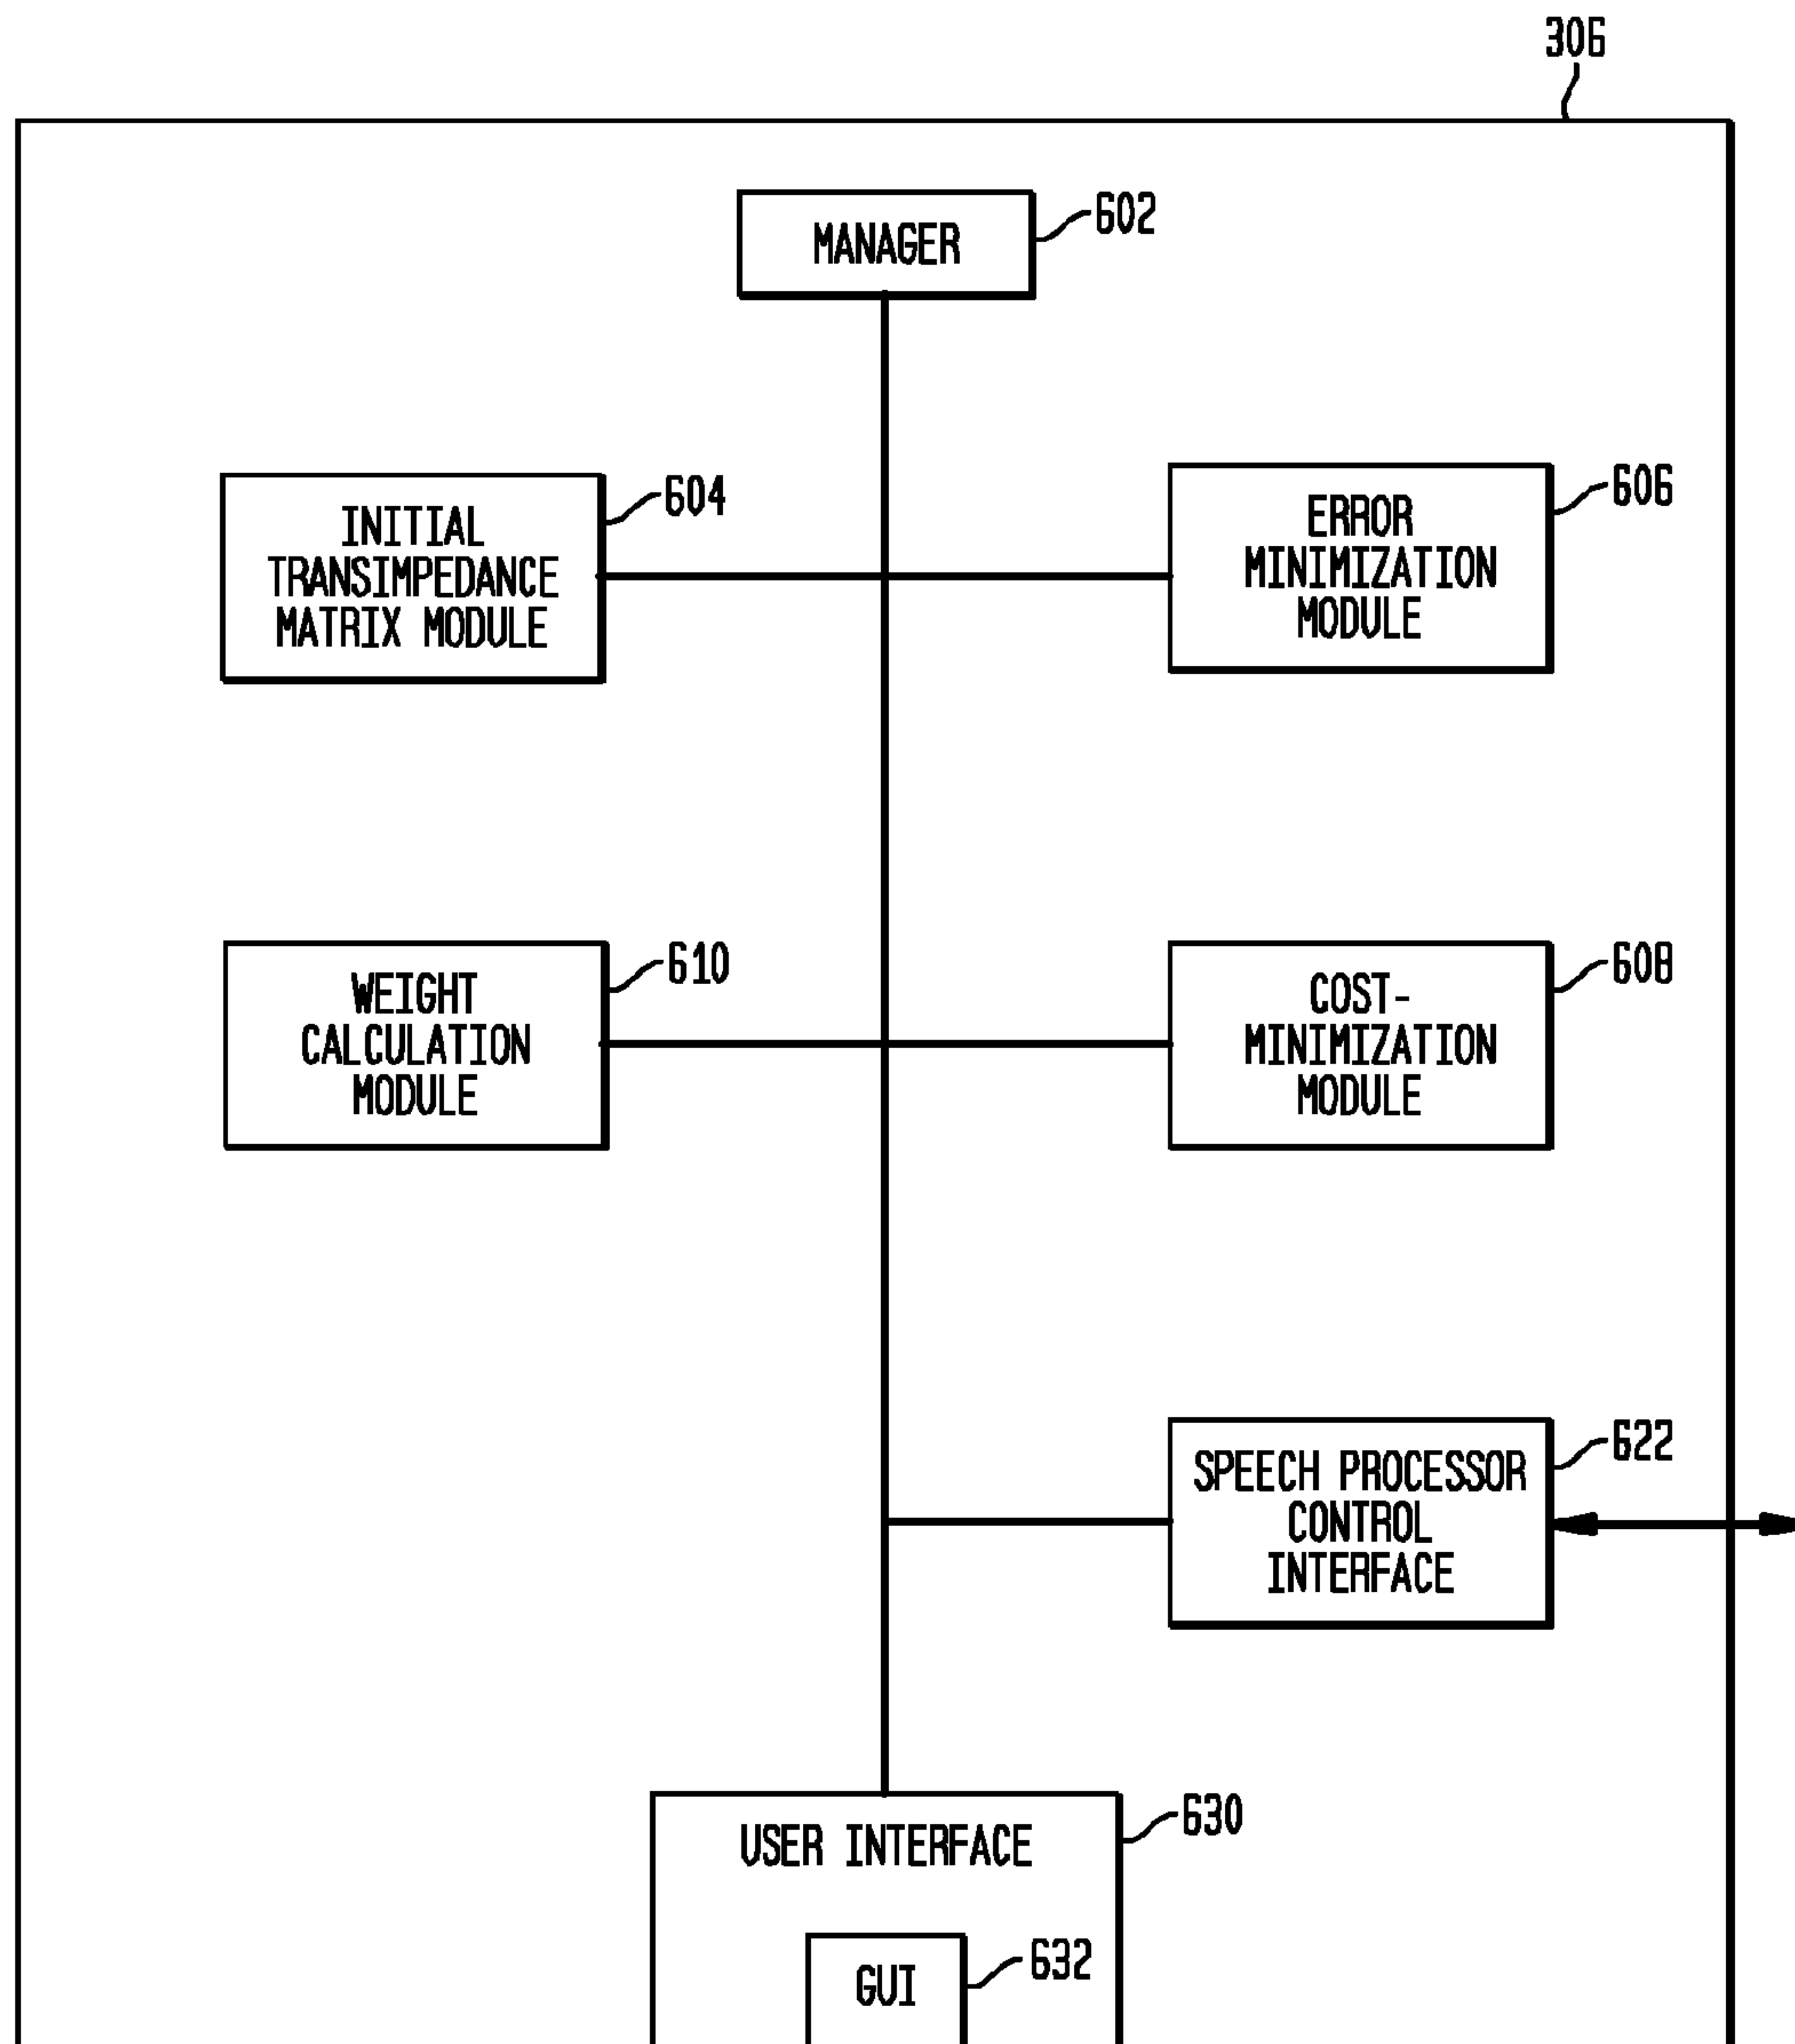 306
MANAGER
602
INITIAL
TRANSIMPEDANCE
MATRIX MODULE
604
ERROR
MINIMIZATION
MODULE
606
WEIGHT
CALCULATION
MODULE
610
COST-
MINIMIZATION
MODULE
608
SPEECH PROCESSOR
CONTROL
INTERFACE
622
USER INTERFACE
630
GUI
632